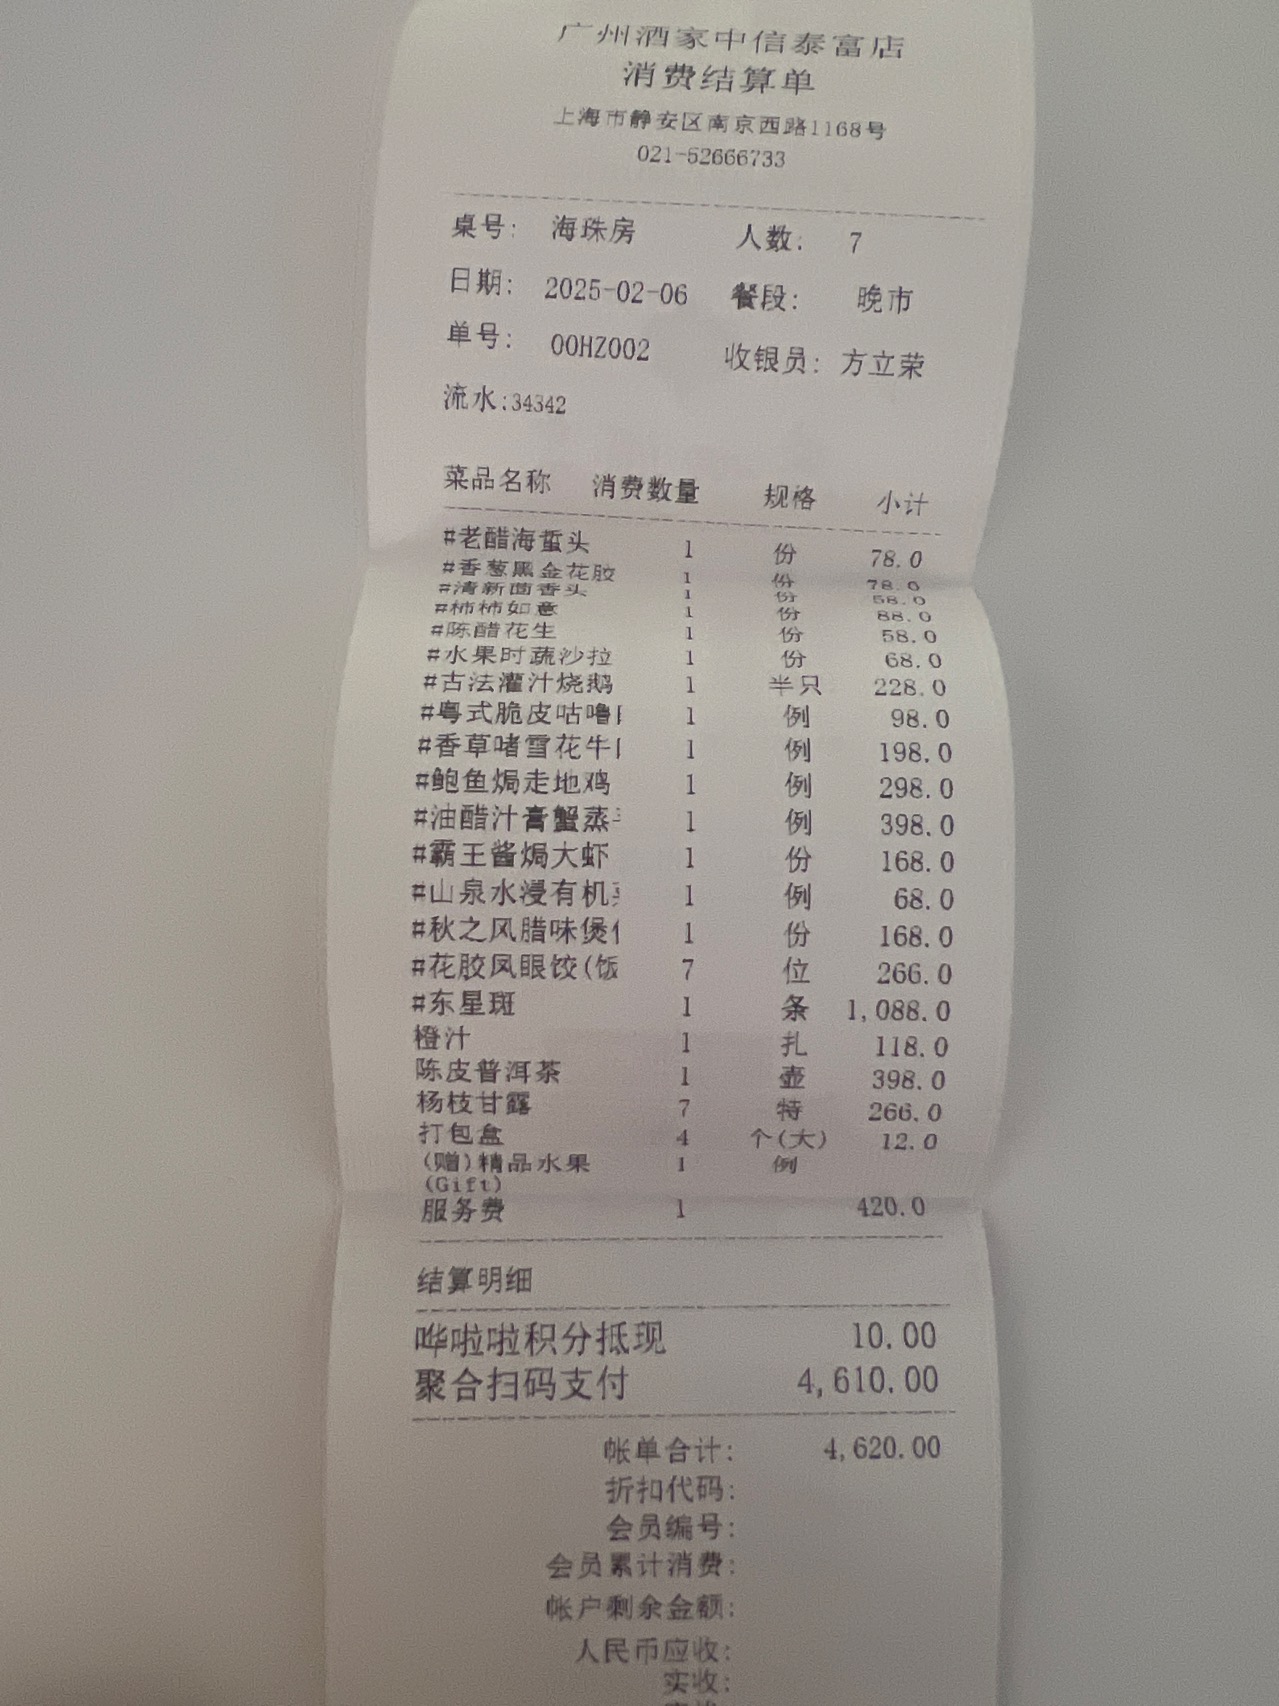 广州酒家中信泰富店
消费结算单
上海市静安区南京西路1168号
021-52666733
桌号: 海珠房 人数: 7
日期: 2025-02-06 餐段: 晚市
单号: 00HZ002 收银员: 方立荣
流水:34342
菜品名称 消费数量 规格 小计
#老醋海蜇头 1 份 78.0
#香葱黑金花胶 1 份 78.0
#清新茴香头 1 份 58.0
#柿柿如意 1 份 88.0
#陈醋花生 1 份 58.0
#水果时蔬沙拉 1 份 68.0
#古法灌汁烧鹅 1 半只 228.0
#粤式脆皮咕噜 1 例 98.0
#香草啫雪花牛 1 例 198.0
#鲍鱼焗走地鸡 1 例 298.0
#油醋汁膏蟹蒸 1 例 398.0
#霸王酱焗大虾 1 份 168.0
#山泉水浸有机 1 例 68.0
#秋之风腊味煲 1 份 168.0
#花胶凤眼饺(饭 7 位 266.0
#东星斑 1 条 1,088.0
橙汁 1 扎 118.0
陈皮普洱茶 1 壶 398.0
杨枝甘露 7 特 266.0
打包盒 4 个(大) 12.0
(赠)精品水果 1 例
(Gift)
服务费 1 420.0
结算明细
哗啦啦积分抵现 10.00
聚合扫码支付 4,610.00
帐单合计: 4,620.00
折扣代码:
会员编号:
会员累计消费:
帐户剩余金额:
人民币应收:
实收: